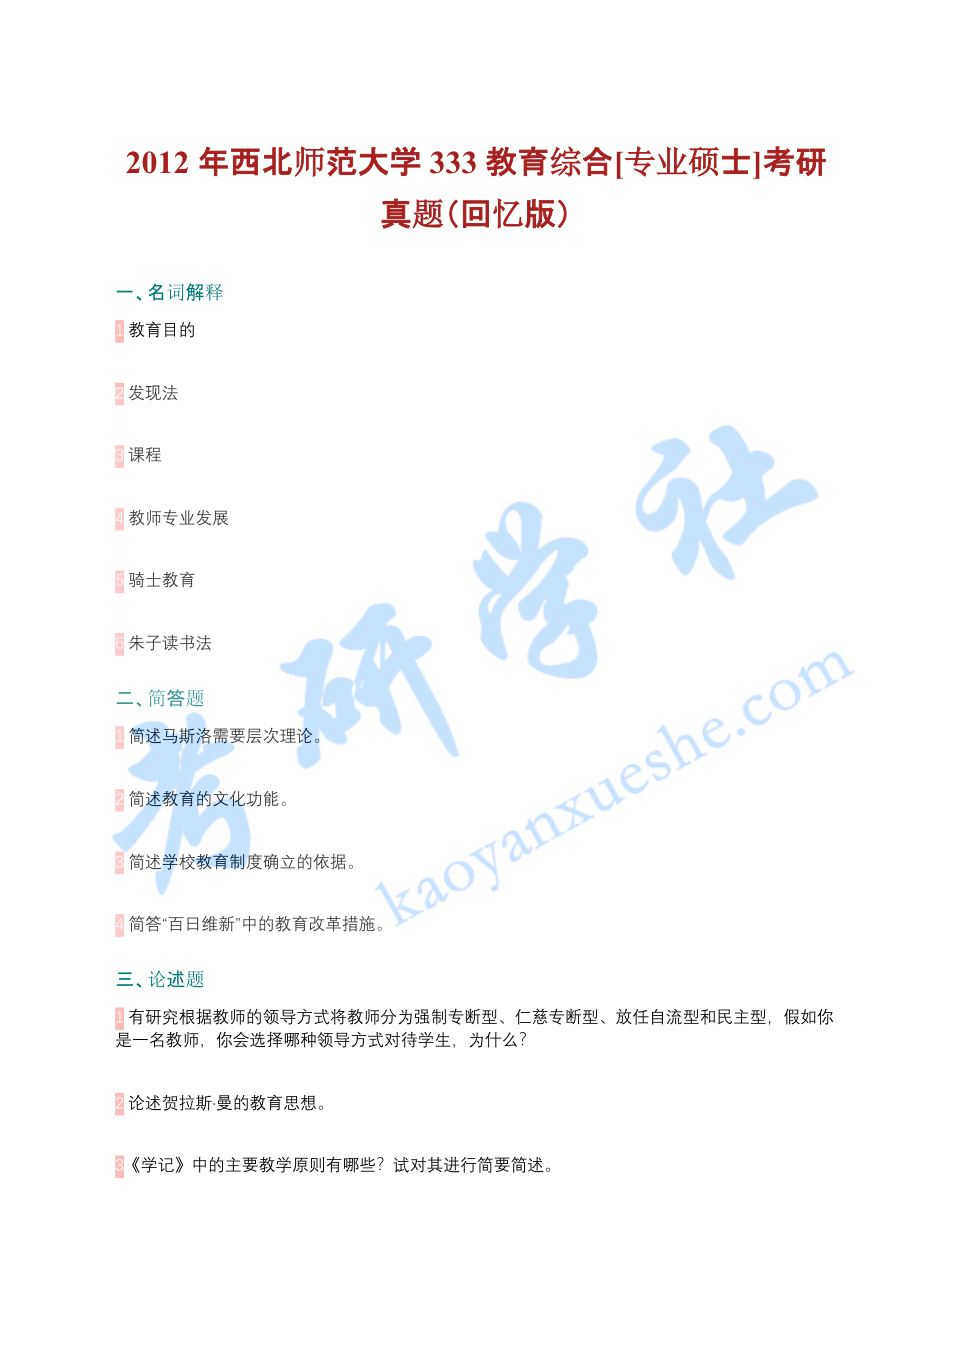 2012 年西北师范大学 333 教育综合[专业硕士]考研
真题（回忆版）
一、名词解释
1 教育目的
2 发现法
3 课程
4 教师专业发展
5 骑士教育
6 朱子读书法
二、简答题
1 简述马斯洛需要层次理论。
2 简述教育的文化功能。
3 简述学校教育制度确立的依据。
4 简答“百日维新”中的教育改革措施。
三、论述题
1 有研究根据教师的领导方式将教师分为强制专断型、仁慈专断型、放任自流型和民主型，假如你
是一名教师，你会选择哪种领导方式对待学生，为什么？
2 论述贺拉斯·曼的教育思想。
3《学记》中的主要教学原则有哪些？试对其进行简要简述。
考研学社
kaoyanxueshe.com